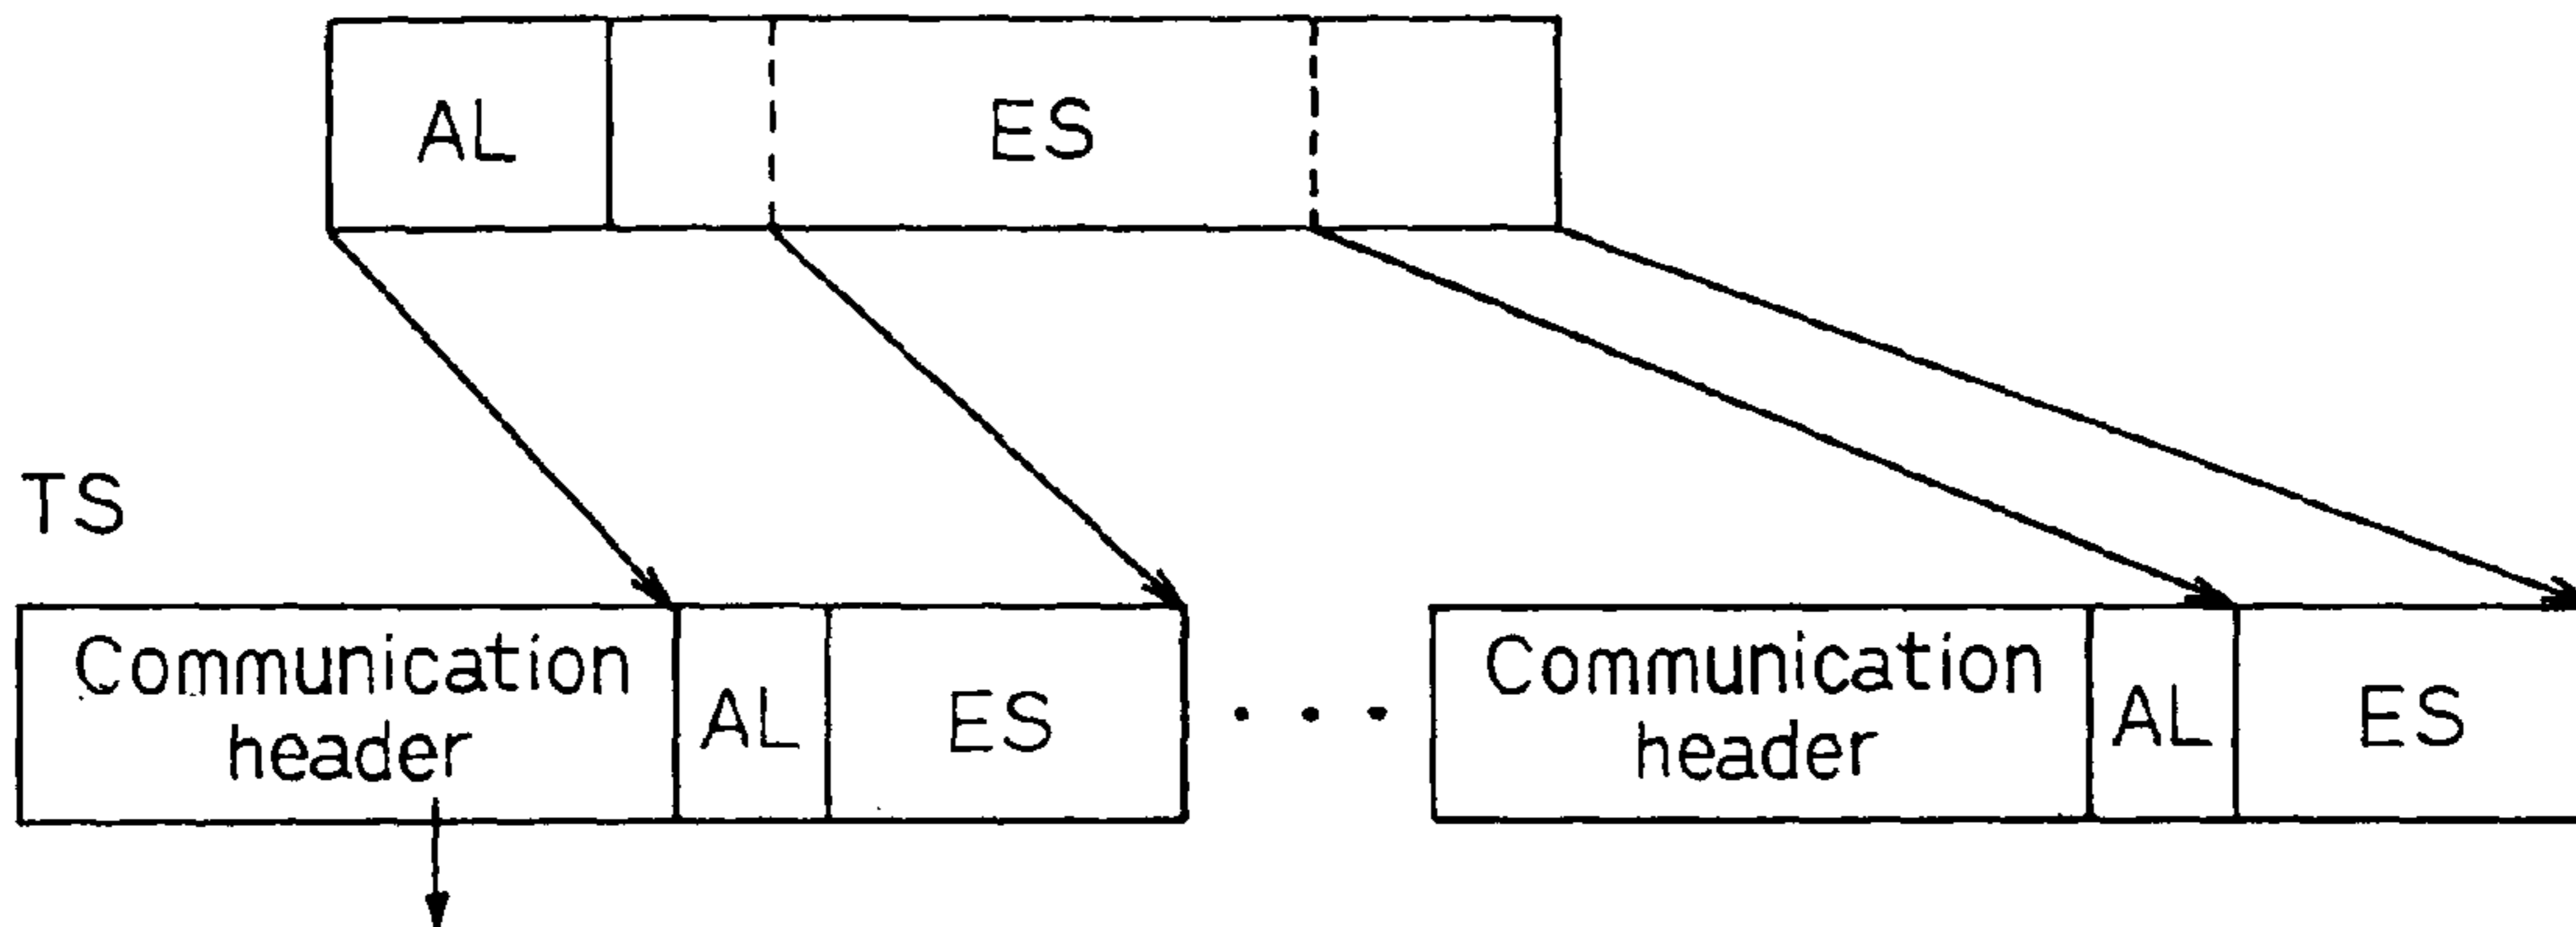 AL
ES
TS
Communication
header
AL
ES
Communication
header
AL
ES